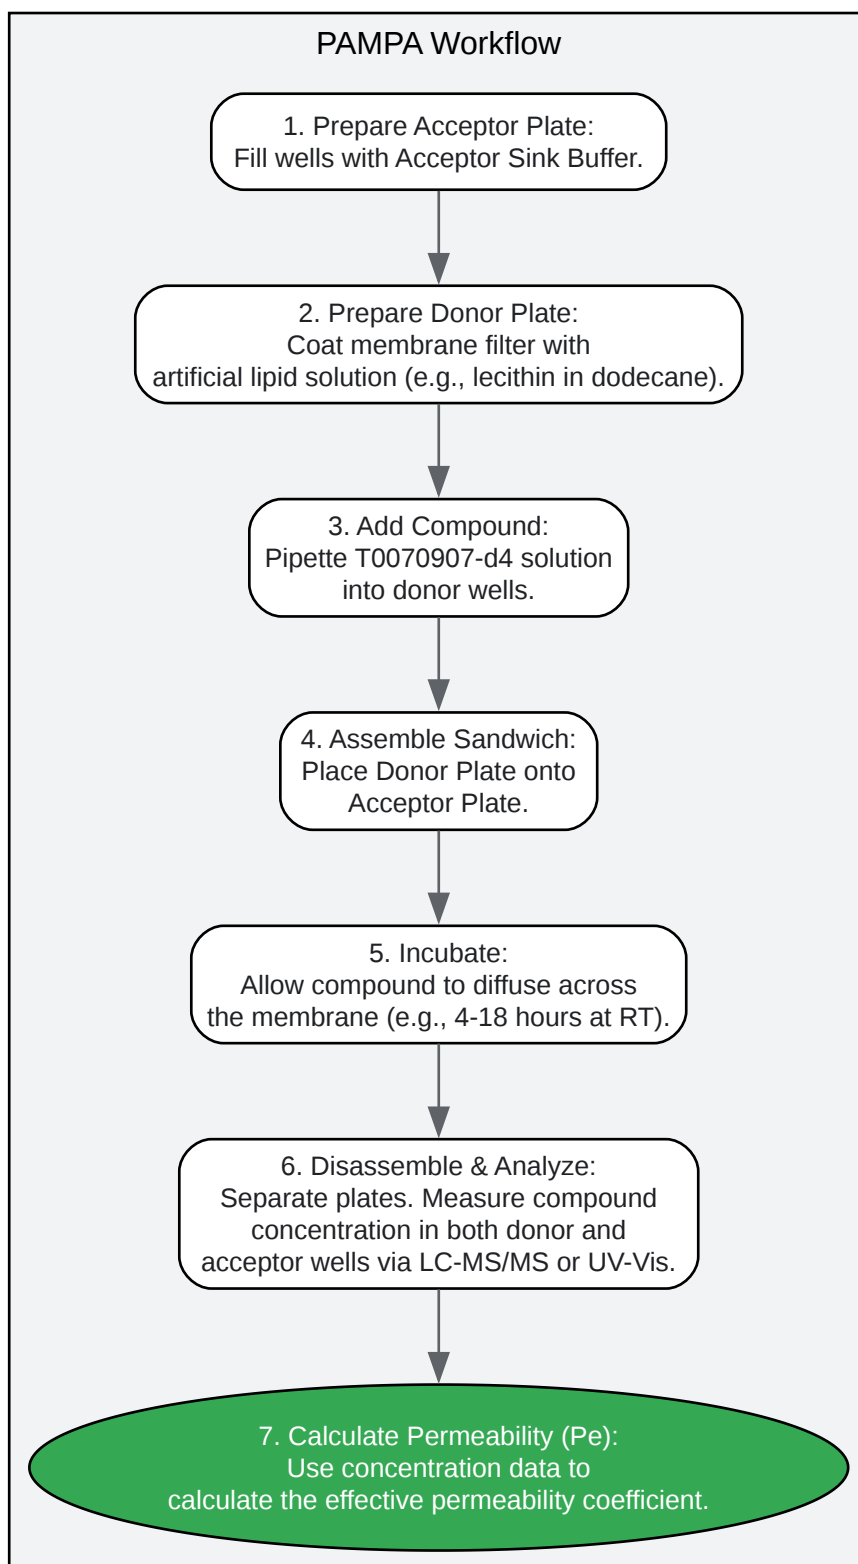 PAMPA Workflow
1. Prepare Acceptor Plate:
Fill wells with Acceptor Sink Buffer.
2. Prepare Donor Plate:
Coat membrane filter with
artificial lipid solution (e.g., lecithin in dodecane).
3. Add Compound:
Pipette T0070907-d4 solution
into donor wells.
4. Assemble Sandwich:
Place Donor Plate onto
Acceptor Plate.
5. Incubate:
Allow compound to diffuse across
the membrane (e.g., 4-18 hours at RT).
6. Disassemble & Analyze:
Separate plates. Measure compound
concentration in both donor and
acceptor wells via LC-MS/MS or UV-Vis.
7. Calculate Permeability (Pe):
Use concentration data to
calculate the effective permeability coefficient.